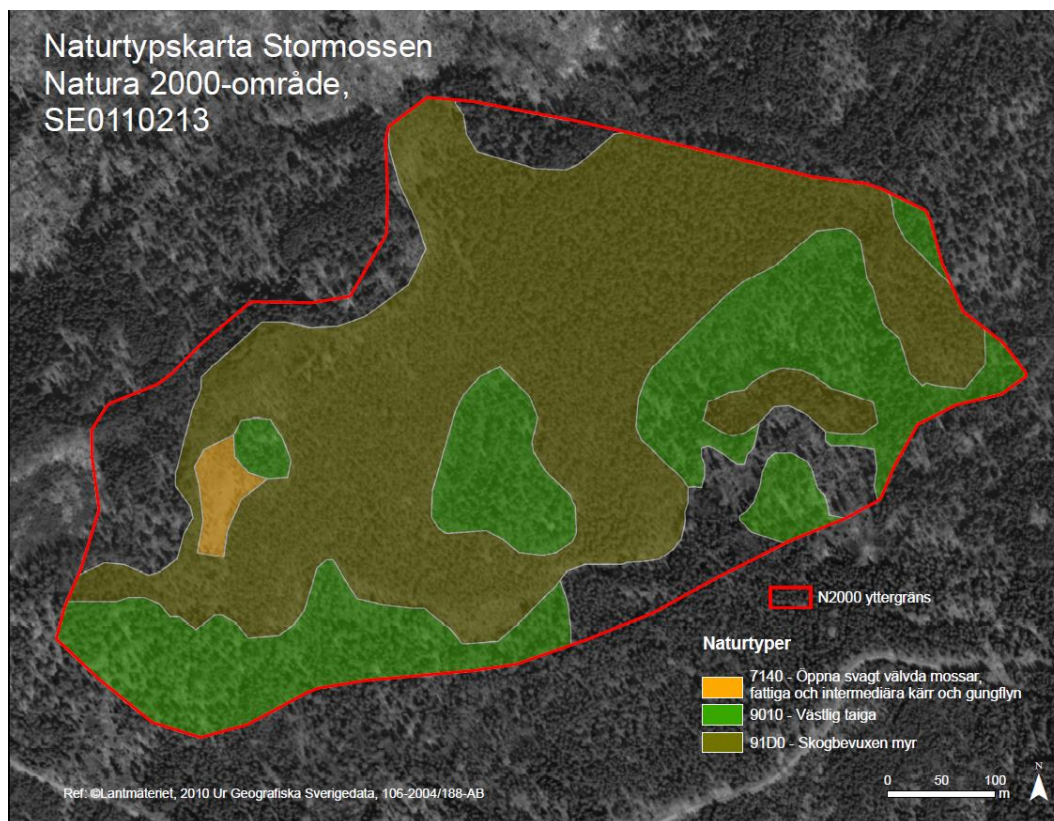 Naturtypskarta Stormossen
Natura 2000-område,
SE0110213
N2000 yttergräns
Naturtyper
7140 - Öppna svagt välvda mossar,
fattiga och intermediära kärr och gungflyn
9010 - Västlig taiga
91D0 - Skogbevuxen myr
N
0 50 100
m
Ref: ©Lantmäteriet, 2010 Ur Geografiska Sverigedata, 106-2004/188-AB